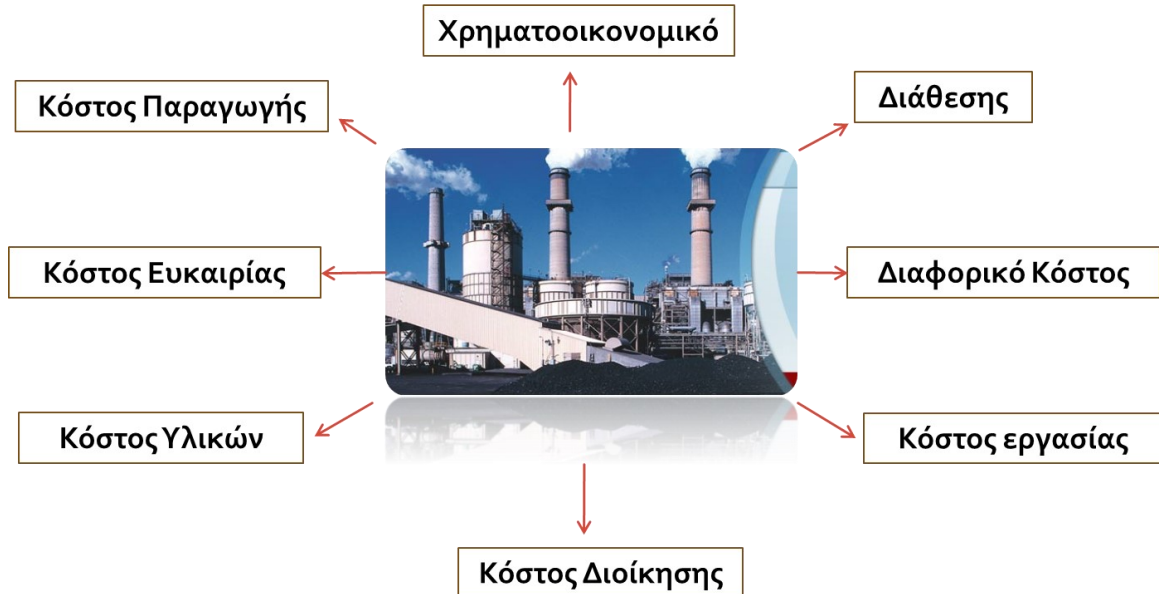 Χρηματοοικονομικό
Κόστος Παραγωγής
Διάθεσης
Κόστος Ευκαιρίας
Διαφορικό Κόστος
Κόστος Υλικών
Κόστος εργασίας
Κόστος Διοίκησης